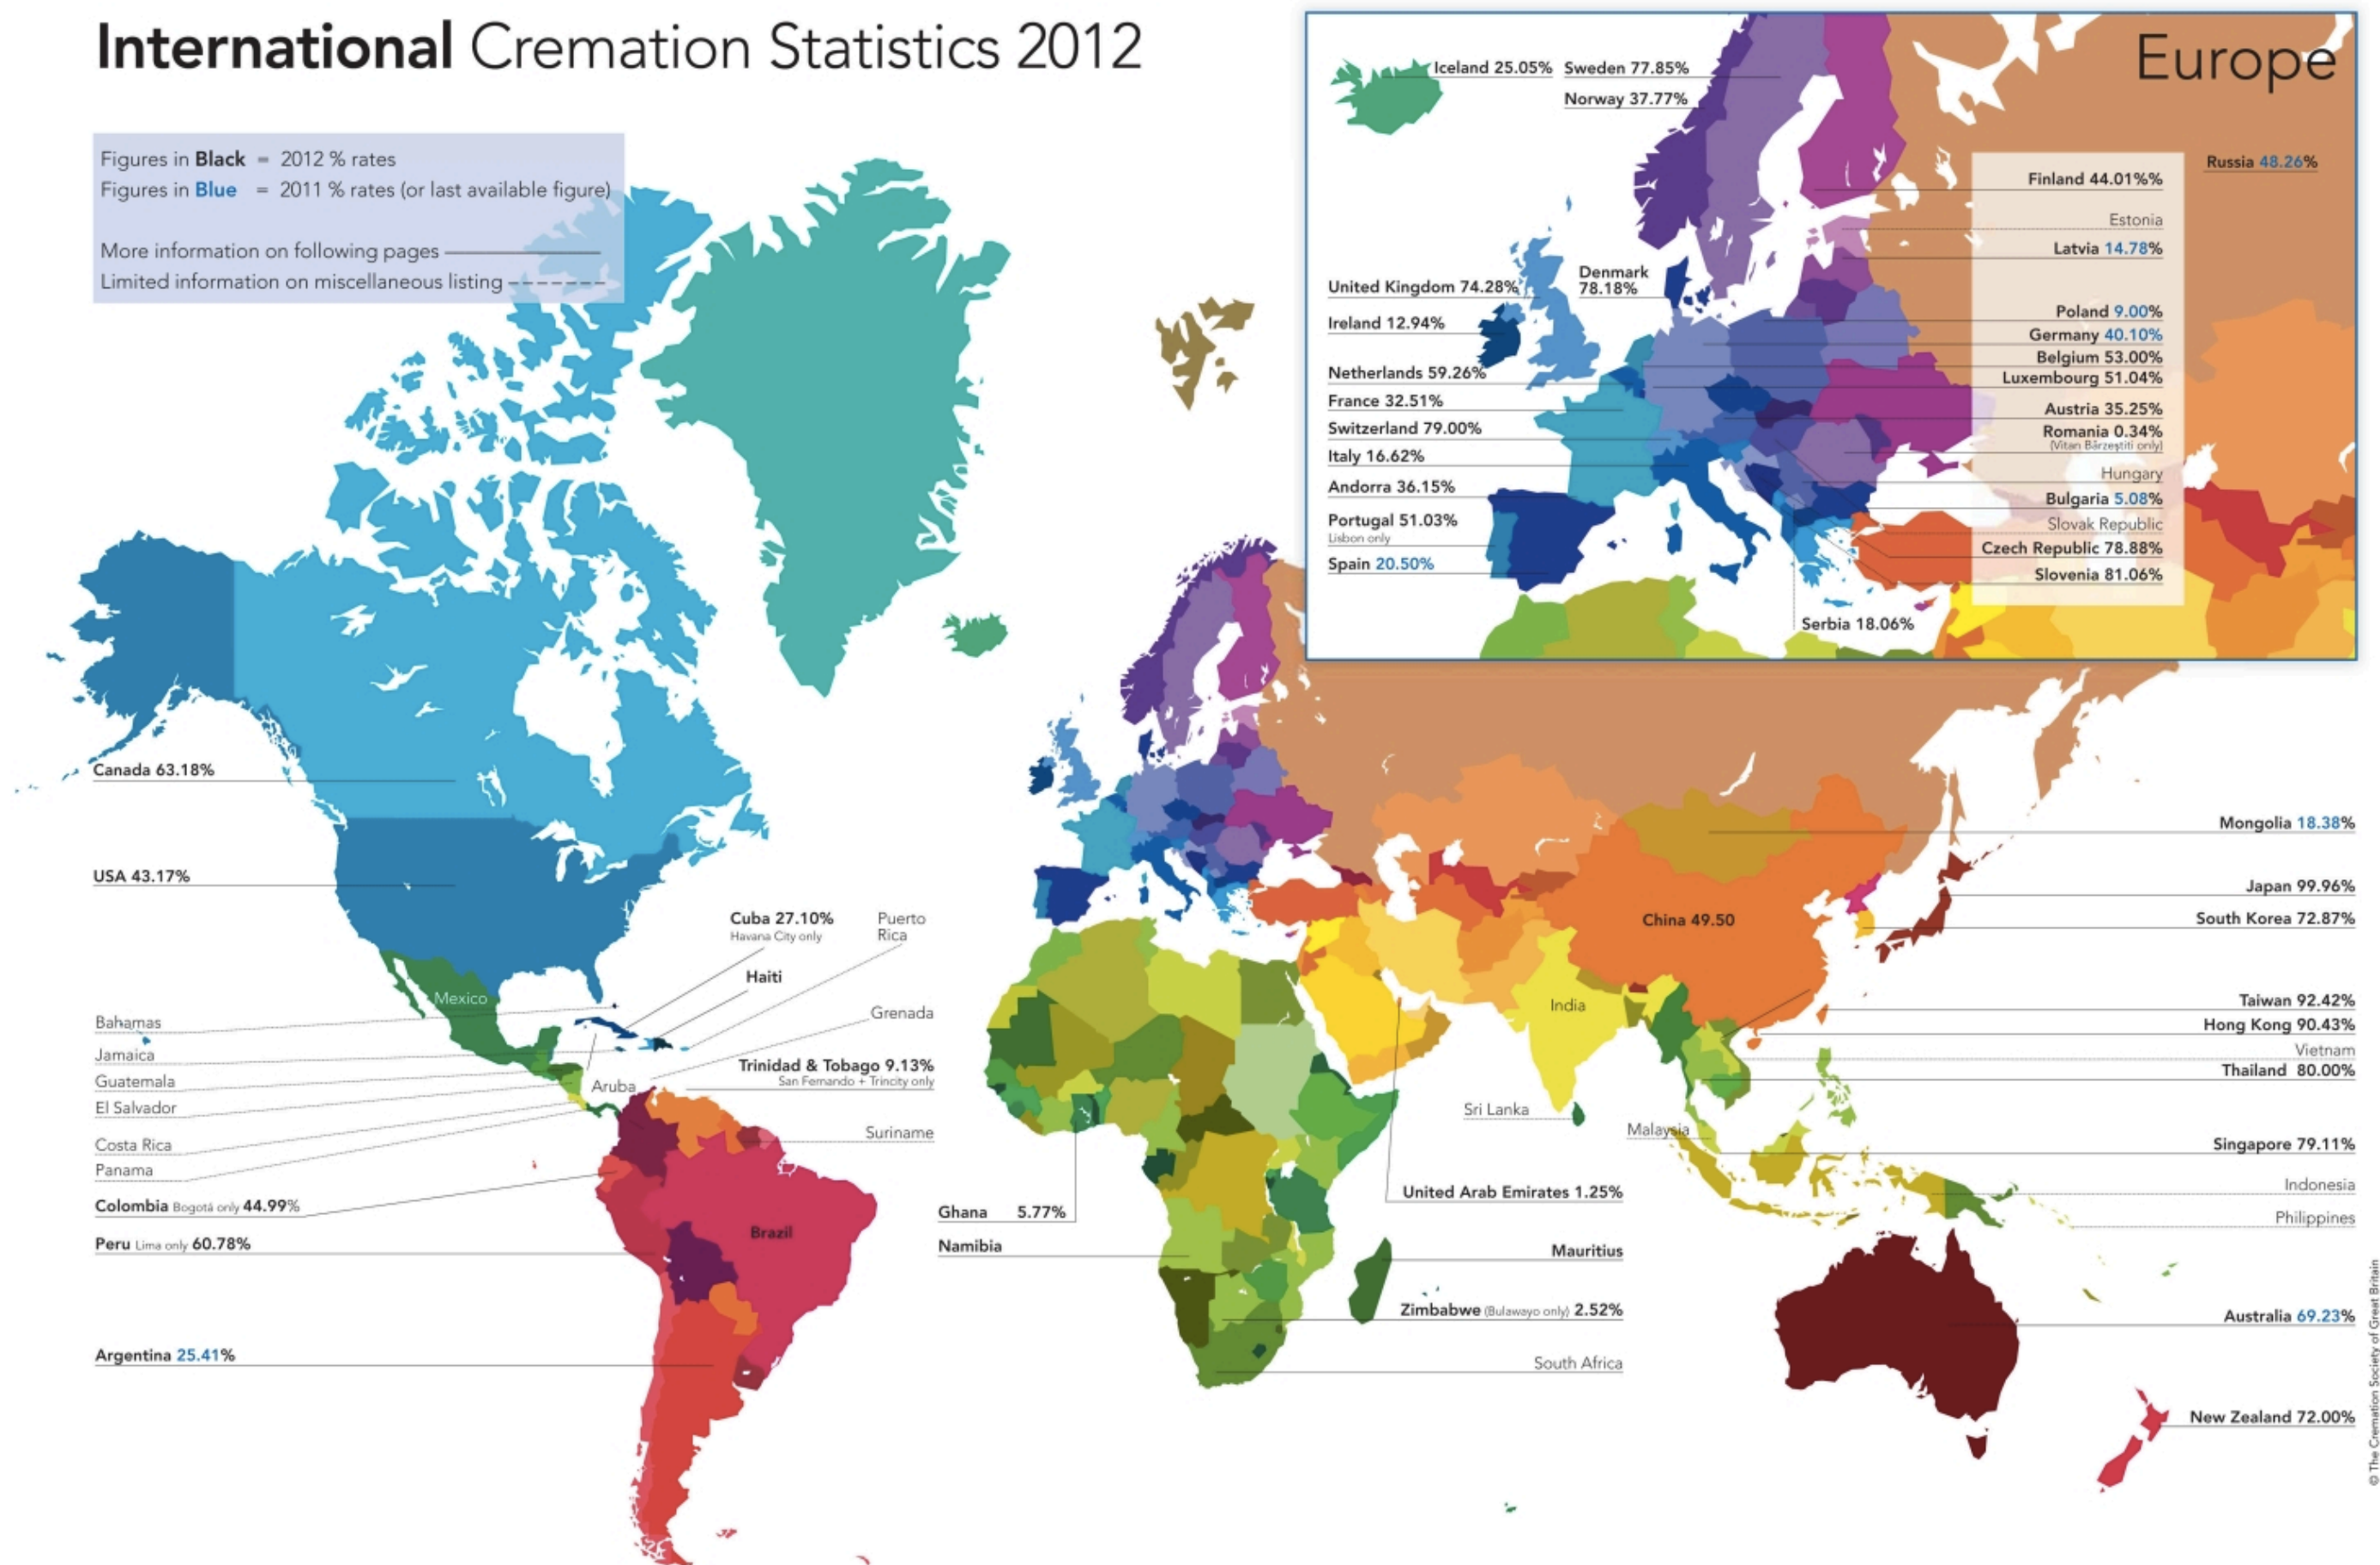 International Cremation Statistics 2012
Figures in Black = 2012 % rates
Figures in Blue = 2011 % rates (or last available figure)
More information on following pages
Limited information on miscellaneous listing
Europe
Iceland 25.05%
Sweden 77.85%
Norway 37.77%
Russia 48.26%
Finland 44.01%%
Estonia
Latvia 14.78%
United Kingdom 74.28%
Denmark
78.18%
Ireland 12.94%
Netherlands 59.26%
France 32.51%
Switzerland 79.00%
Italy 16.62%
Andorra 36.15%
Portugal 51.03%
Lisbon only
Spain 20.50%
Poland 9.00%
Germany 40.10%
Belgium 53.00%
Luxembourg 51.04%
Austria 35.25%
Romania 0.34%
(Vitan Bârzeştiti only)
Hungary
Bulgaria 5.08%
Slovak Republic
Czech Republic 78.88%
Slovenia 81.06%
Serbia 18.06%
Canada 63.18%
USA 43.17%
Cuba 27.10%
Havana City only
Puerto
Rica
Haiti
Mexico
Bahamas
Grenada
Jamaica
Guatemala
El Salvador
Aruba
Trinidad & Tobago 9.13%
San Fernando + Trincity only
Costa Rica
Panama
Suriname
Colombia Bogotá only 44.99%
Peru Lima only 60.78%
Brazil
Argentina 25.41%
Ghana 5.77%
Namibia
United Arab Emirates 1.25%
Mauritius
Zimbabwe (Bulawayo only) 2.52%
South Africa
Mongolia 18.38%
Japan 99.96%
China 49.50
South Korea 72.87%
India
Taiwan 92.42%
Hong Kong 90.43%
Vietnam
Thailand 80.00%
Sri Lanka
Malaysia
Singapore 79.11%
Indonesia
Philippines
Australia 69.23%
New Zealand 72.00%
© The Cremation Society of Great Britain